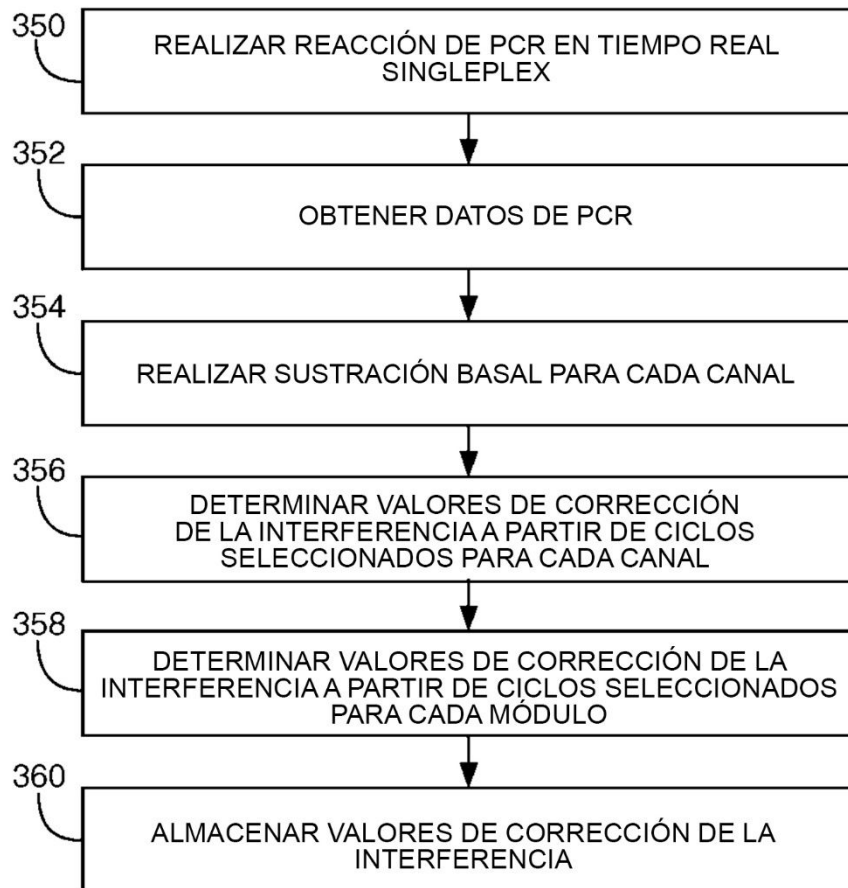 350
REALIZAR REACCIÓN DE PCR EN TIEMPO REAL
SINGLEPLEX
352
OBTENER DATOS DE PCR
354
REALIZAR SUSTRACIÓN BASAL PARA CADA CANAL
356
DETERMINAR VALORES DE CORRECCIÓN
DE LA INTERFERENCIA A PARTIR DE CICLOS
SELECCIONADOS PARA CADA CANAL
358
DETERMINAR VALORES DE CORRECCIÓN DE LA
INTERFERENCIA A PARTIR DE CICLOS SELECCIONADOS
PARA CADA MÓDULO
360
ALMACENAR VALORES DE CORRECCIÓN DE LA
INTERFERENCIA